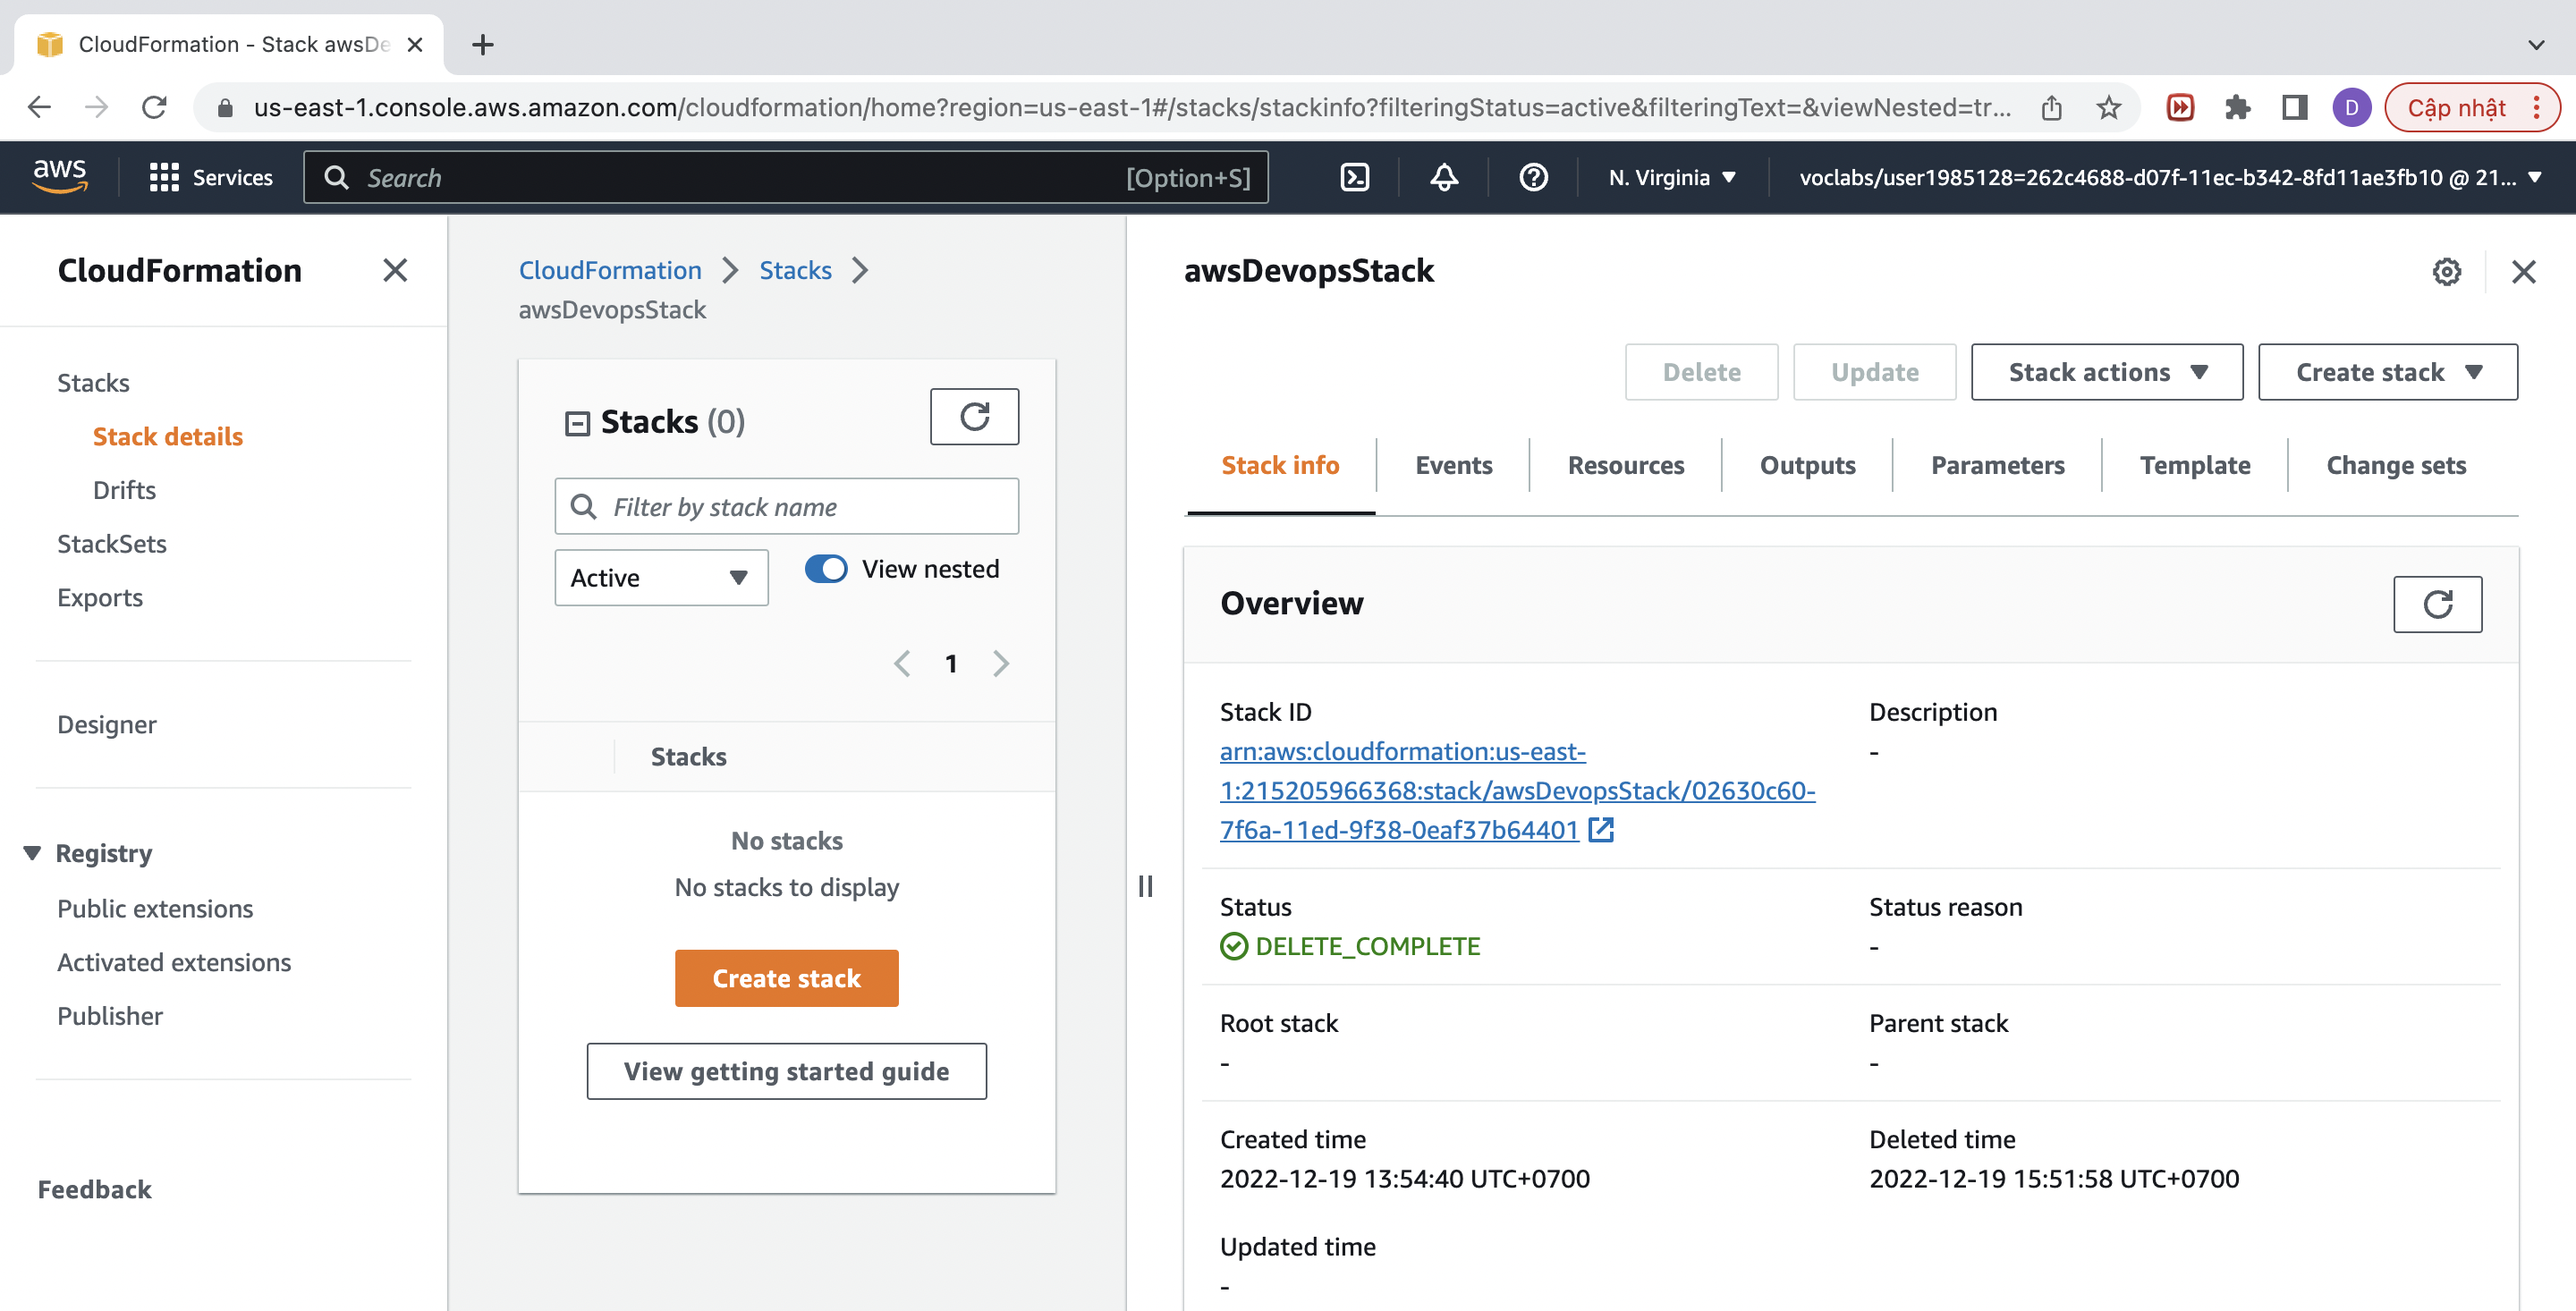 CloudFormation - Stack awsDe
us-east-1.console.aws.amazon.com/cloudformation/home?region=us-east-1#/stacks/stackinfo?filteringStatus=active&filteringText=&viewNested=tr...
D
Cập nhật
aws
Services
Search
[Option+S]
N. Virginia
voclabs/user1985128=262c4688-d07f-11ec-b342-8fd11ae3fb10 @ 21...
CloudFormation
Stacks
Stack details
Drifts
StackSets
Exports
Designer
Registry
Public extensions
Activated extensions
Publisher
Feedback
CloudFormation
Stacks
awsDevopsStack
Stacks (0)
Filter by stack name
Active
View nested
1
Stacks
No stacks
No stacks to display
Create stack
View getting started guide
awsDevopsStack
Delete
Update
Stack actions
Create stack
Stack info
Events
Resources
Outputs
Parameters
Template
Change sets
Overview
Stack ID
arn:aws:cloudformation:us-east-
1:215205966368:stack/awsDevopsStack/02630c60-
7f6a-11ed-9f38-0eaf37b64401
Description
-
Status
DELETE_COMPLETE
Status reason
-
Root stack
-
Parent stack
-
Created time
2022-12-19 13:54:40 UTC+0700
Deleted time
2022-12-19 15:51:58 UTC+0700
Updated time
-